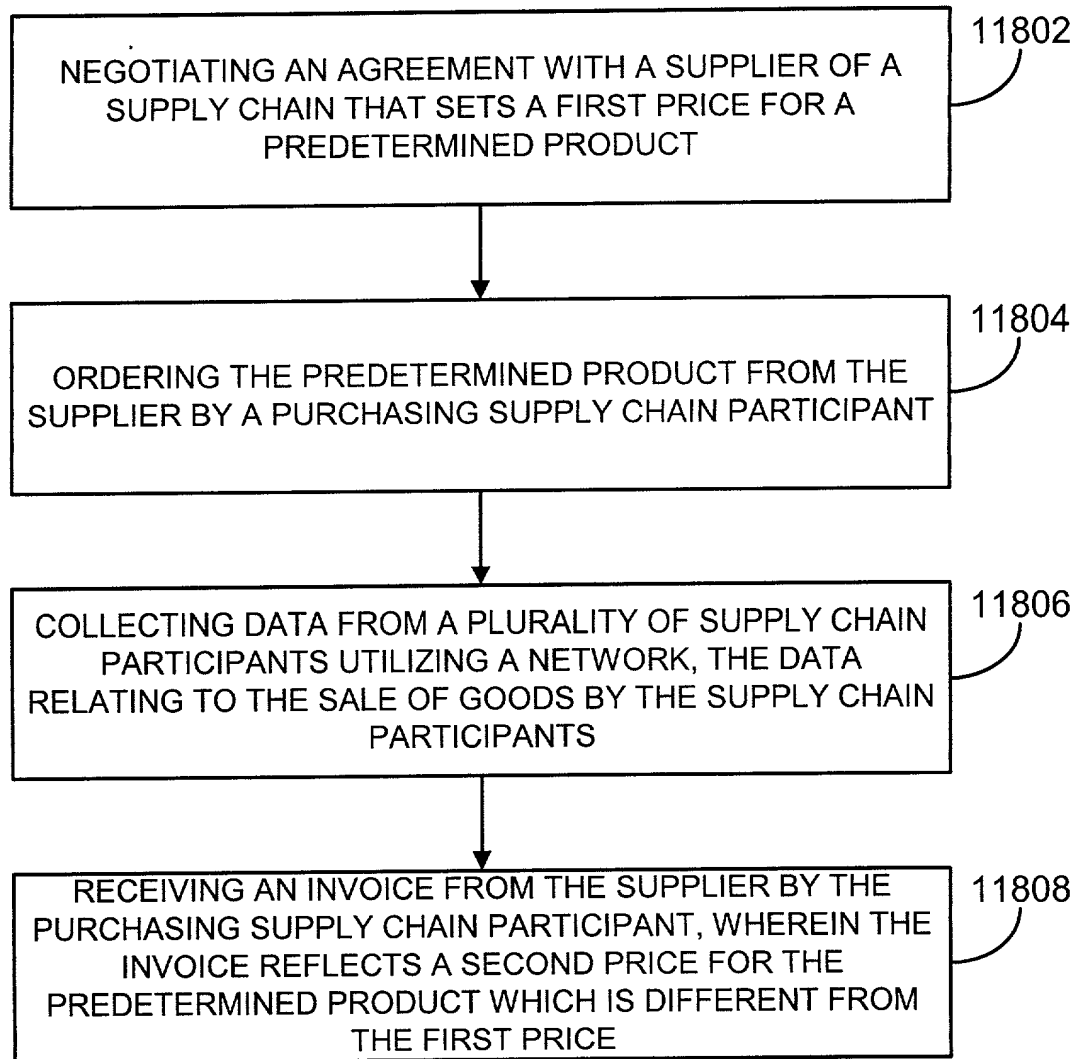 11802
NEGOTIATING AN AGREEMENT WITH A SUPPLIER OF A
SUPPLY CHAIN THAT SETS A FIRST PRICE FOR A
PREDETERMINED PRODUCT
11804
ORDERING THE PREDETERMINED PRODUCT FROM THE
SUPPLIER BY A PURCHASING SUPPLY CHAIN PARTICIPANT
11806
COLLECTING DATA FROM A PLURALITY OF SUPPLY CHAIN
PARTICIPANTS UTILIZING A NETWORK, THE DATA
RELATING TO THE SALE OF GOODS BY THE SUPPLY CHAIN
PARTICIPANTS
11808
RECEIVING AN INVOICE FROM THE SUPPLIER BY THE
PURCHASING SUPPLY CHAIN PARTICIPANT, WHEREIN THE
INVOICE REFLECTS A SECOND PRICE FOR THE
PREDETERMINED PRODUCT WHICH IS DIFFERENT FROM
THE FIRST PRICE